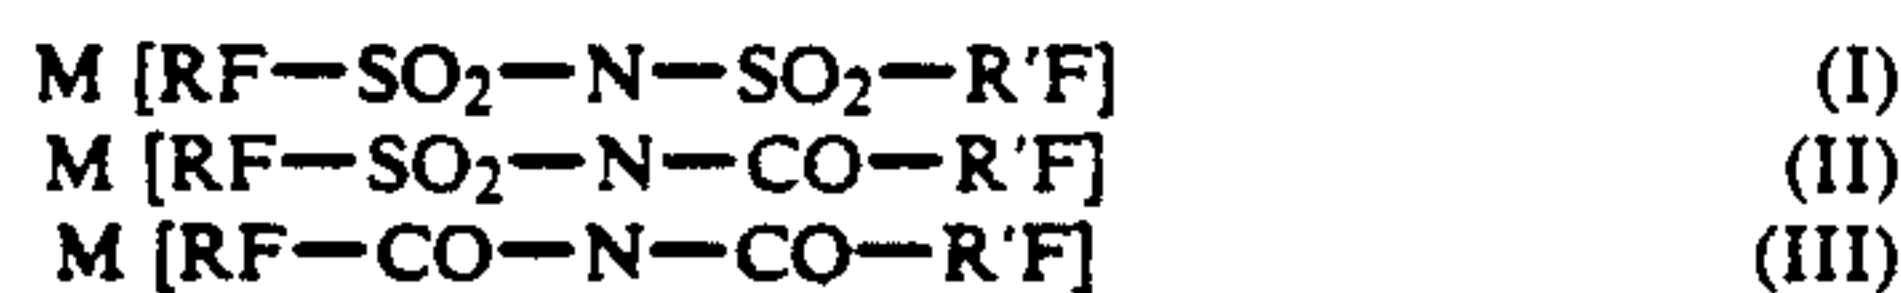 M [RF—SO₂—N—SO₂—R'F] (I)
M [RF—SO₂—N—CO—R'F] (II)
M [RF—CO—N—CO—R'F] (III)